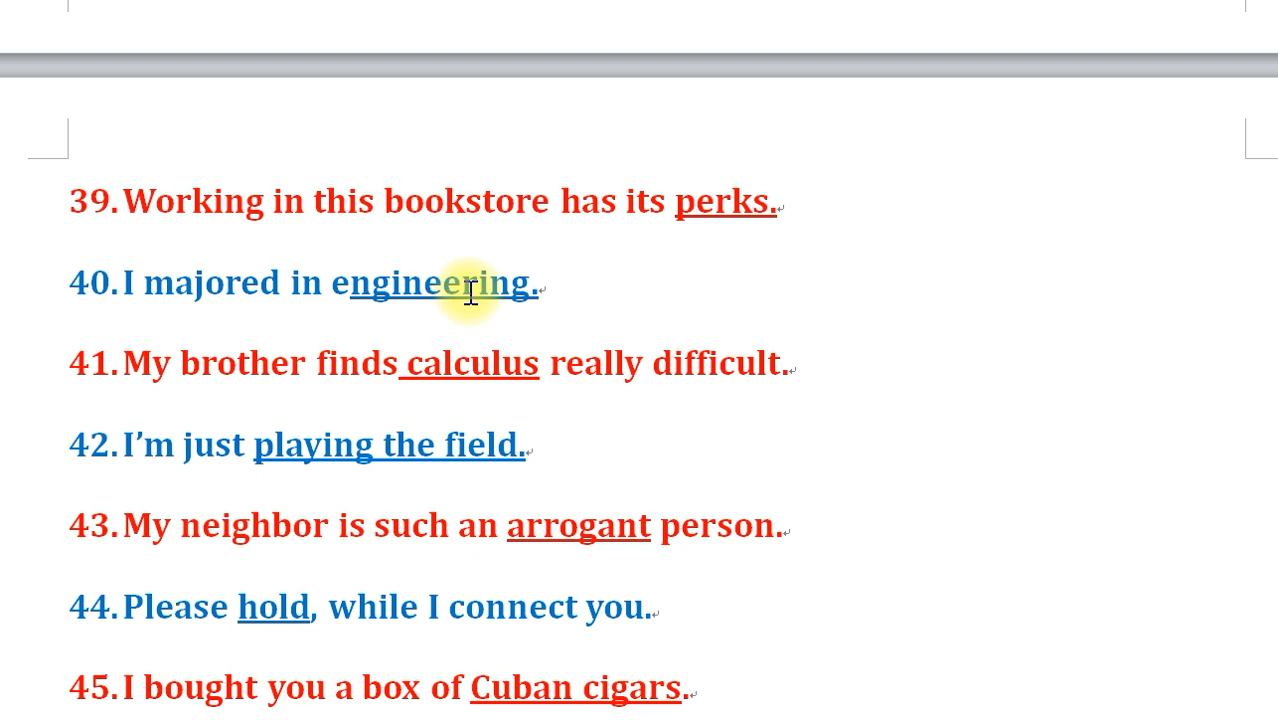 39. Working in this bookstore has its perks.
40. I majored in engineering.
41. My brother finds calculus really difficult.
42. I’m just playing the field.
43. My neighbor is such an arrogant person.
44. Please hold, while I connect you.
45. I bought you a box of Cuban cigars.